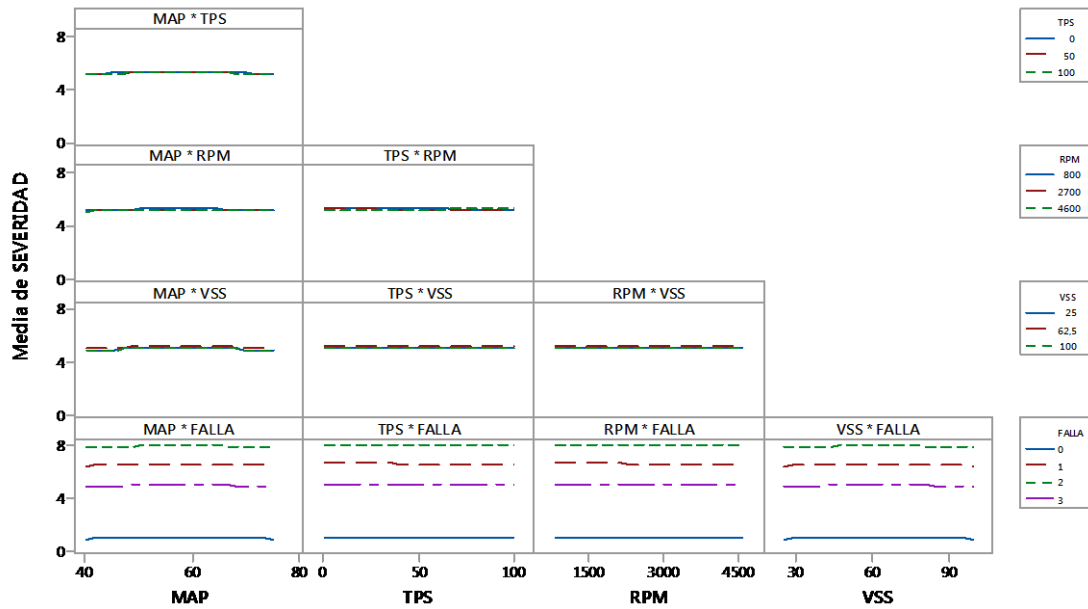 MAP * TPS
TPS
0
50
100
8
4
0
MAP * RPM
TPS * RPM
RPM
800
2700
4600
8
4
0
Media de SEVERIDAD
MAP * VSS
TPS * VSS
RPM * VSS
VSS
25
62,5
100
8
4
0
MAP * FALLA
TPS * FALLA
RPM * FALLA
VSS * FALLA
FALLA
0
1
2
3
8
4
0
40 60 80 0 50 100 1500 3000 4500 30 60 90
MAP TPS RPM VSS